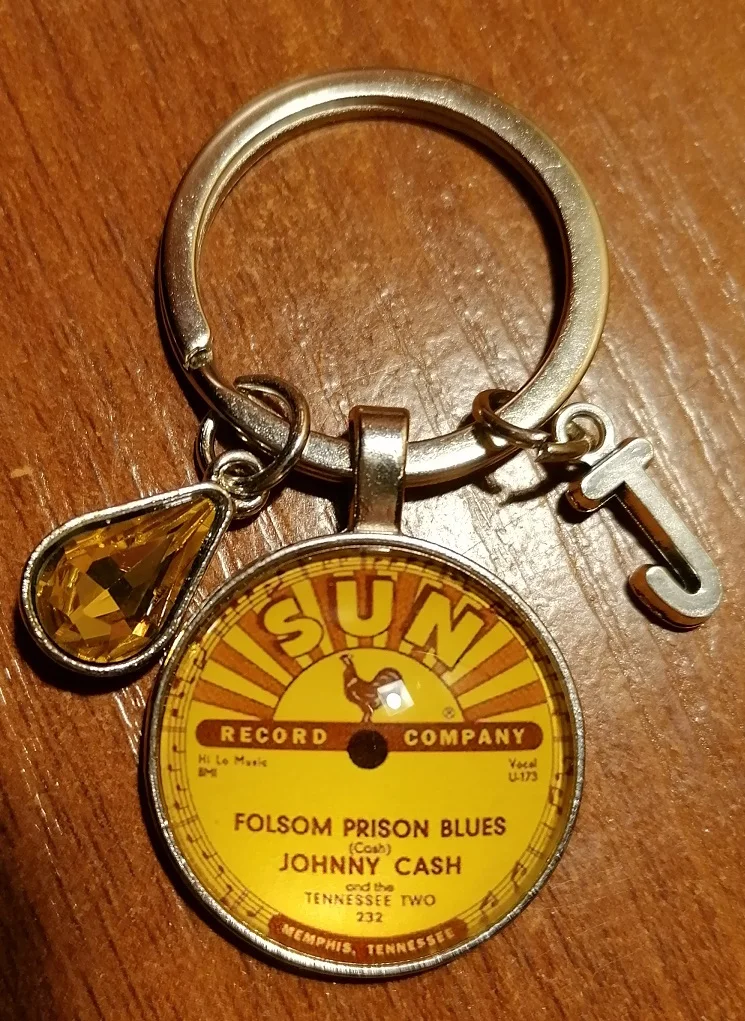 J
SUN
®
RECORD COMPANY
Hi Lo Music
BMI
Vocal
U-173
FOLSOM PRISON BLUES
(Cash)
JOHNNY CASH
and the
TENNESSEE TWO
232
MEMPHIS, TENNESSEE